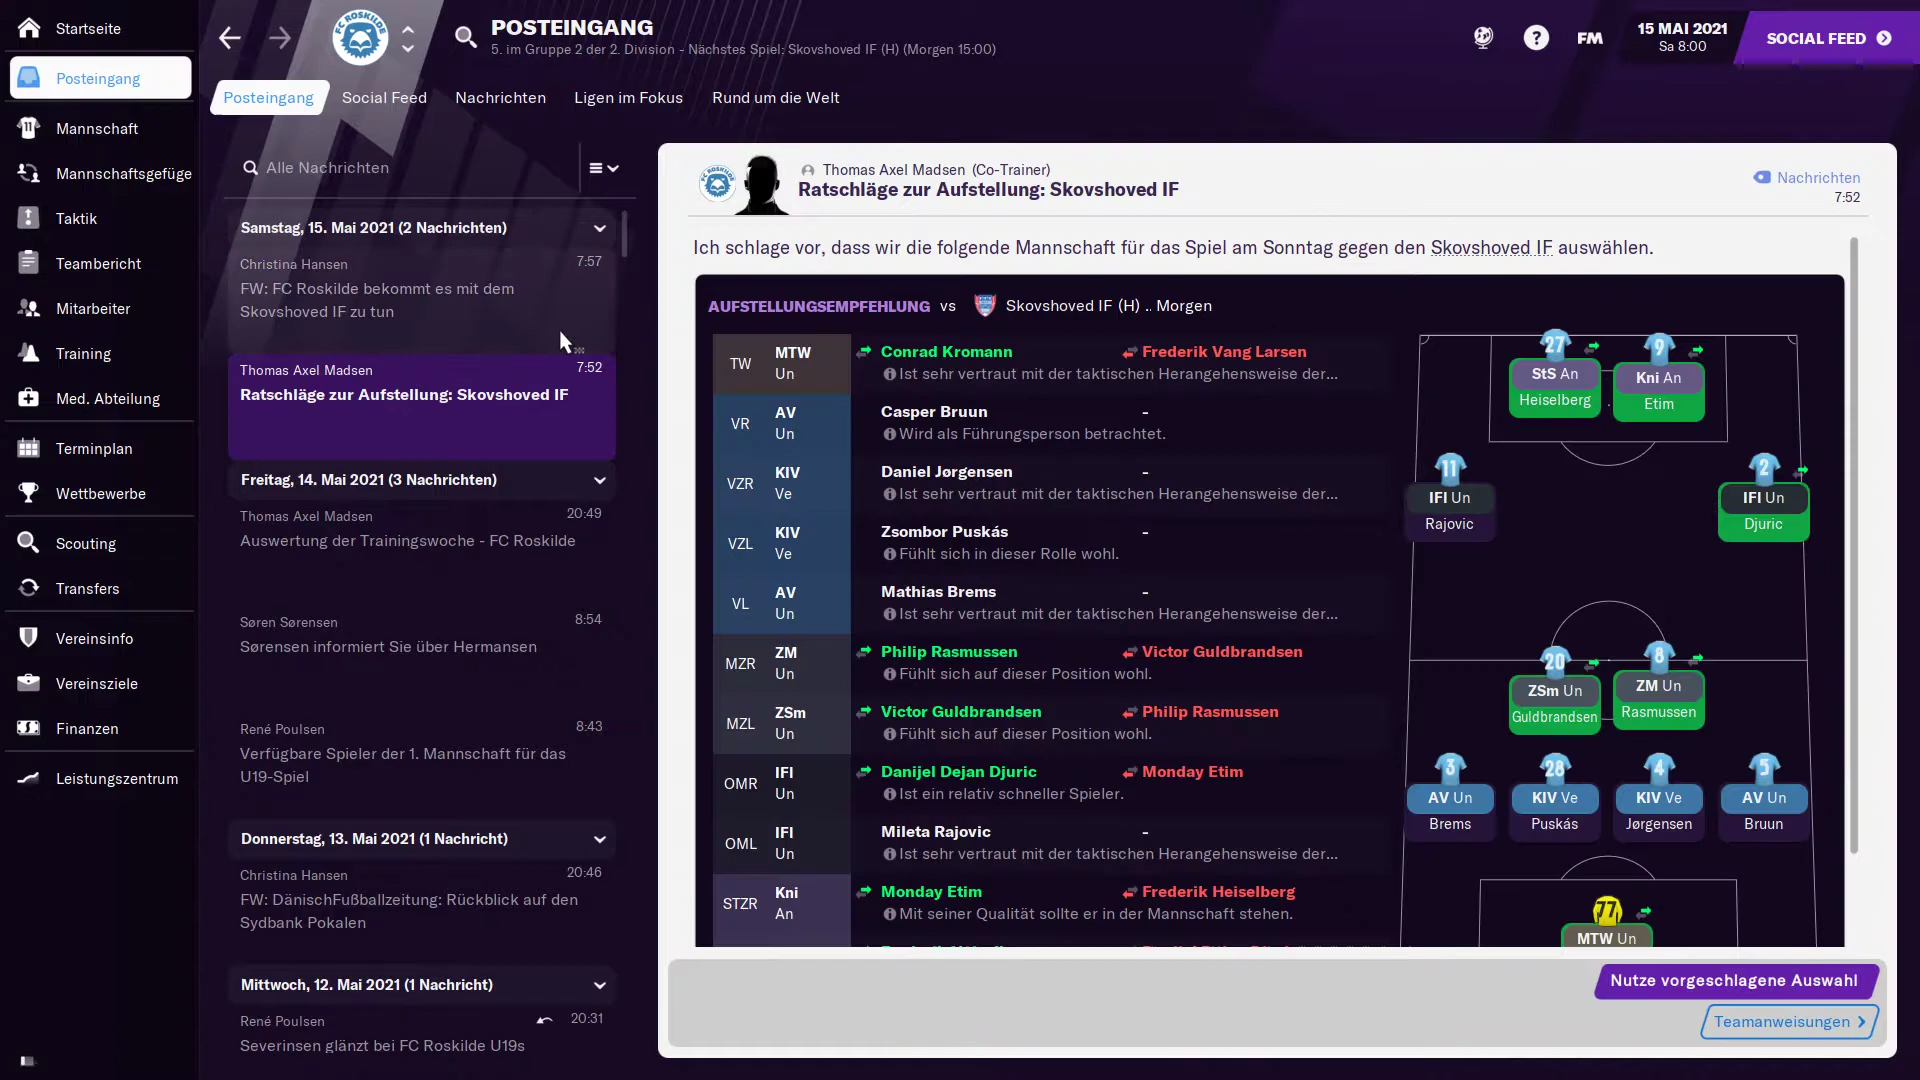 Startseite
Posteingang
Mannschaft
Mannschaftsgefüge
Taktik
Teambericht
Mitarbeiter
Training
Med. Abteilung
Terminplan
Wettbewerbe
Scouting
Transfers
Vereinsinfo
Vereinsziele
Finanzen
Leistungszentrum
FC ROSKILDE
POSTEINGANG
5. im Gruppe 2 der 2. Division - Nächstes Spiel: Skovshoved IF (H) (Morgen 15:00)
FM
15 MAI 2021
Sa 8:00
SOCIAL FEED
Posteingang
Social Feed
Nachrichten
Ligen im Fokus
Rund um die Welt
Alle Nachrichten
Samstag, 15. Mai 2021 (2 Nachrichten)
Christina Hansen 7:57
FW: FC Roskilde bekommt es mit dem
Skovshoved IF zu tun
Thomas Axel Madsen 7:52
Ratschläge zur Aufstellung: Skovshoved IF
Freitag, 14. Mai 2021 (3 Nachrichten)
Thomas Axel Madsen 20:49
Auswertung der Trainingswoche - FC Roskilde
Søren Sørensen 8:54
Sørensen informiert Sie über Hermansen
René Poulsen 8:43
Verfügbare Spieler der 1. Mannschaft für das
U19-Spiel
Donnerstag, 13. Mai 2021 (1 Nachricht)
Christina Hansen 20:46
FW: DänischFußballzeitung: Rückblick auf den
Sydbank Pokalen
Mittwoch, 12. Mai 2021 (1 Nachricht)
René Poulsen 20:31
Severinsen glänzt bei FC Roskilde U19s
Thomas Axel Madsen (Co-Trainer)
Ratschläge zur Aufstellung: Skovshoved IF
Nachrichten
7:52
Ich schlage vor, dass wir die folgende Mannschaft für das Spiel am Sonntag gegen den Skovshoved IF auswählen.
AUFSTELLUNGSEMPFEHLUNG vs Skovshoved IF (H) .. Morgen
TW MTW Un Conrad Kromann Frederik Vang Larsen
Ist sehr vertraut mit der taktischen Herangehensweise der...
VR AV Un Casper Bruun -
Wird als Führungsperson betrachtet.
VZR KIV Ve Daniel Jørgensen -
Ist sehr vertraut mit der taktischen Herangehensweise der...
VZL KIV Ve Zsombor Puskás -
Fühlt sich in dieser Rolle wohl.
VL AV Un Mathias Brems -
Ist sehr vertraut mit der taktischen Herangehensweise der...
MZR ZM Un Philip Rasmussen Victor Guldbrandsen
Fühlt sich auf dieser Position wohl.
MZL ZSm Un Victor Guldbrandsen Philip Rasmussen
Fühlt sich auf dieser Position wohl.
OMR IFl Un Danijel Dejan Djuric Monday Etim
Ist ein relativ schneller Spieler.
OML IFl Un Mileta Rajovic -
Ist sehr vertraut mit der taktischen Herangehensweise der...
STZR Kni An Monday Etim Frederik Heiselberg
Mit seiner Qualität sollte er in der Mannschaft stehen.
27 9
StS An Kni An
Heiselberg Etim
11 2
IFl Un IFl Un
Rajovic Djuric
20 8
ZSm Un ZM Un
Guldbrandsen Rasmussen
3 28 4 5
AV Un KIV Ve KIV Ve AV Un
Brems Puskás Jørgensen Bruun
77
MTW Un
Nutze vorgeschlagene Auswahl
Teamanweisungen